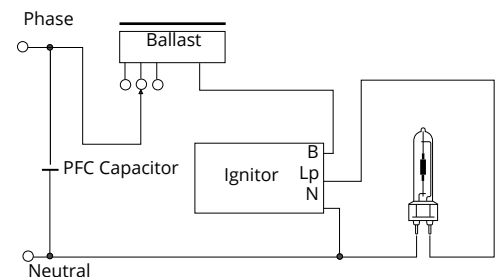 Phase
Ballast
PFC Capacitor
Ignitor
B
Lp
N
Neutral